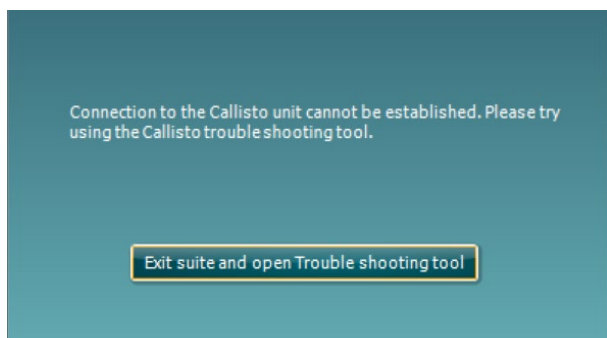 Connection to the Callisto unit cannot be established. Please try
using the Callisto trouble shooting tool.
Exit suite and open Trouble shooting tool